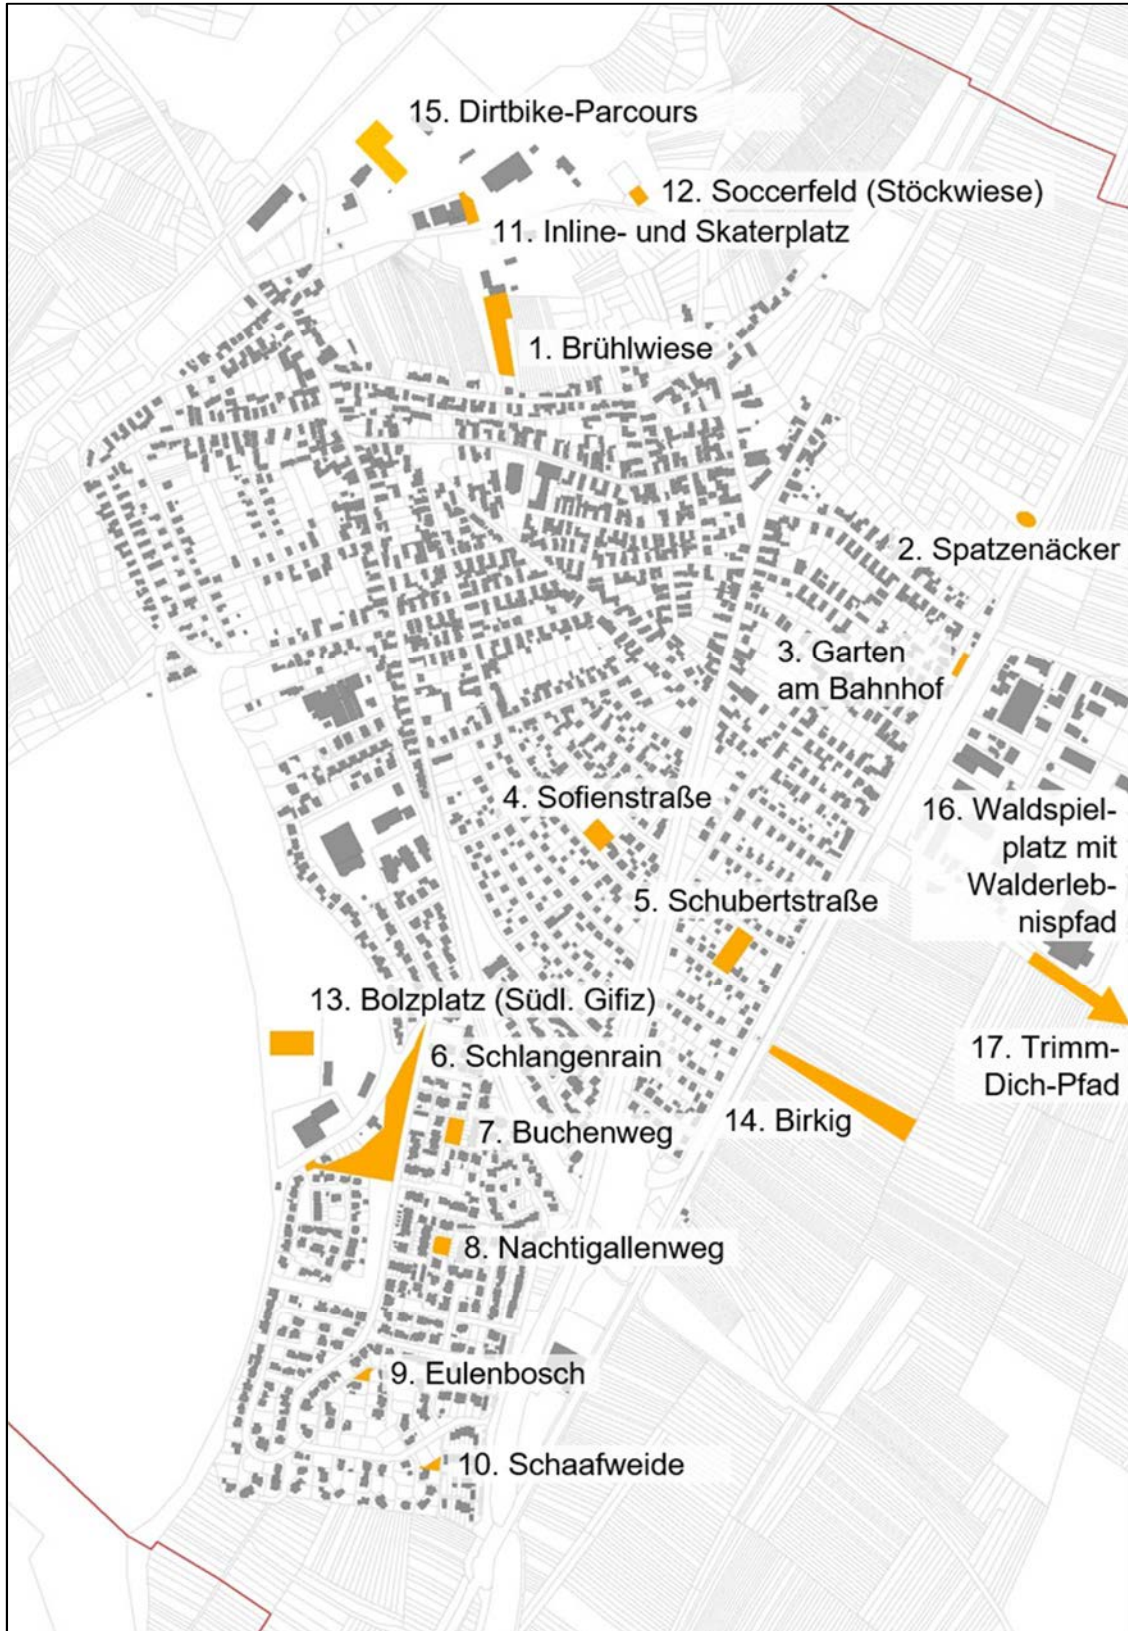 15. Dirtbike-Parcours
12. Soccerfeld (Stöckwiese)
11. Inline- und Skaterplatz
1. Brühlwiese
2. Spatzenäcker
3. Garten
am Bahnhof
4. Sofienstraße
16. Waldspiel-
platz mit
Walderleb-
nispfad
5. Schubertstraße
13. Bolzplatz (Südl. Gifiz)
6. Schlangenrain
17. Trimm-
Dich-Pfad
14. Birkig
7. Buchenweg
8. Nachtigallenweg
9. Eulenbosch
10. Schaafweide